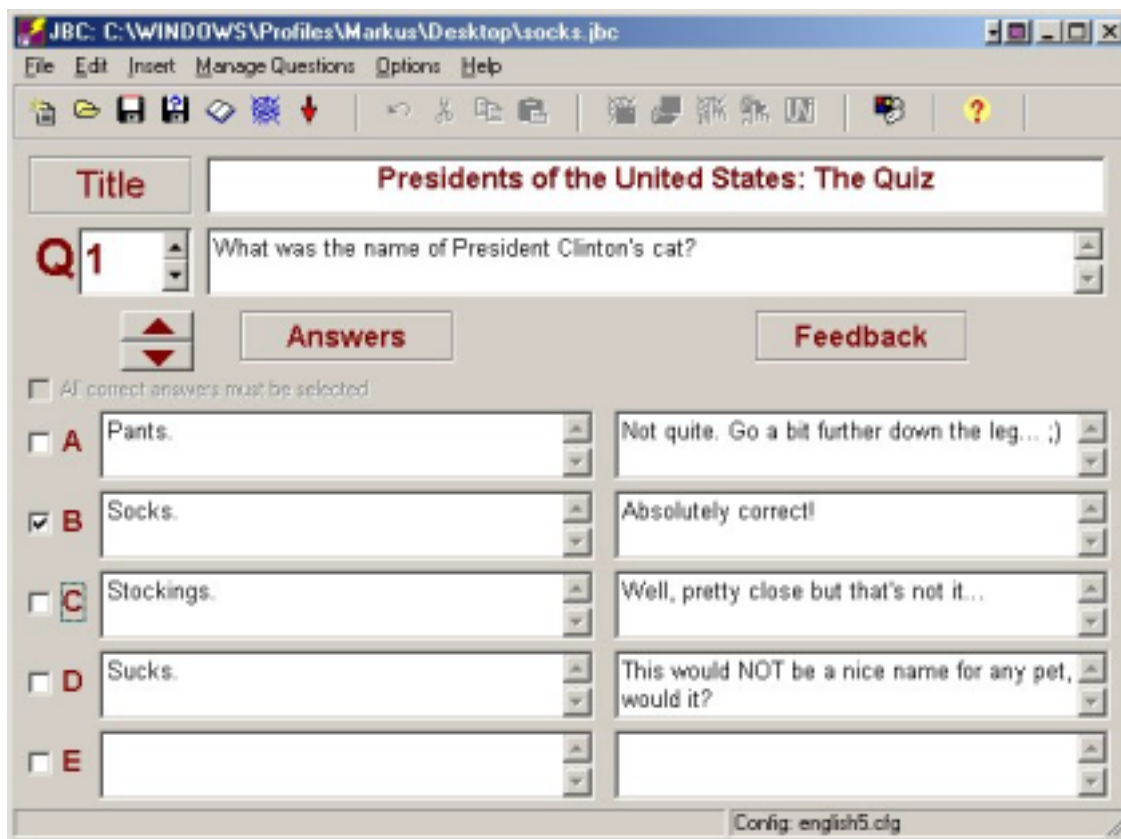 JBC: C:\WINDOWS\Profiles\Markus\Desktop\socks.jbc
File Edit Insert Manage Questions Options Help
Title
Presidents of the United States: The Quiz
Q 1
What was the name of President Clinton's cat?
Answers
Feedback
All correct answers must be selected
A
Pants.
Not quite. Go a bit further down the leg... ;)
B
Socks.
Absolutely correct!
C
Stockings.
Well, pretty close but that's not it...
D
Sucks.
This would NOT be a nice name for any pet,
would it?
E
Config: english5.cfg